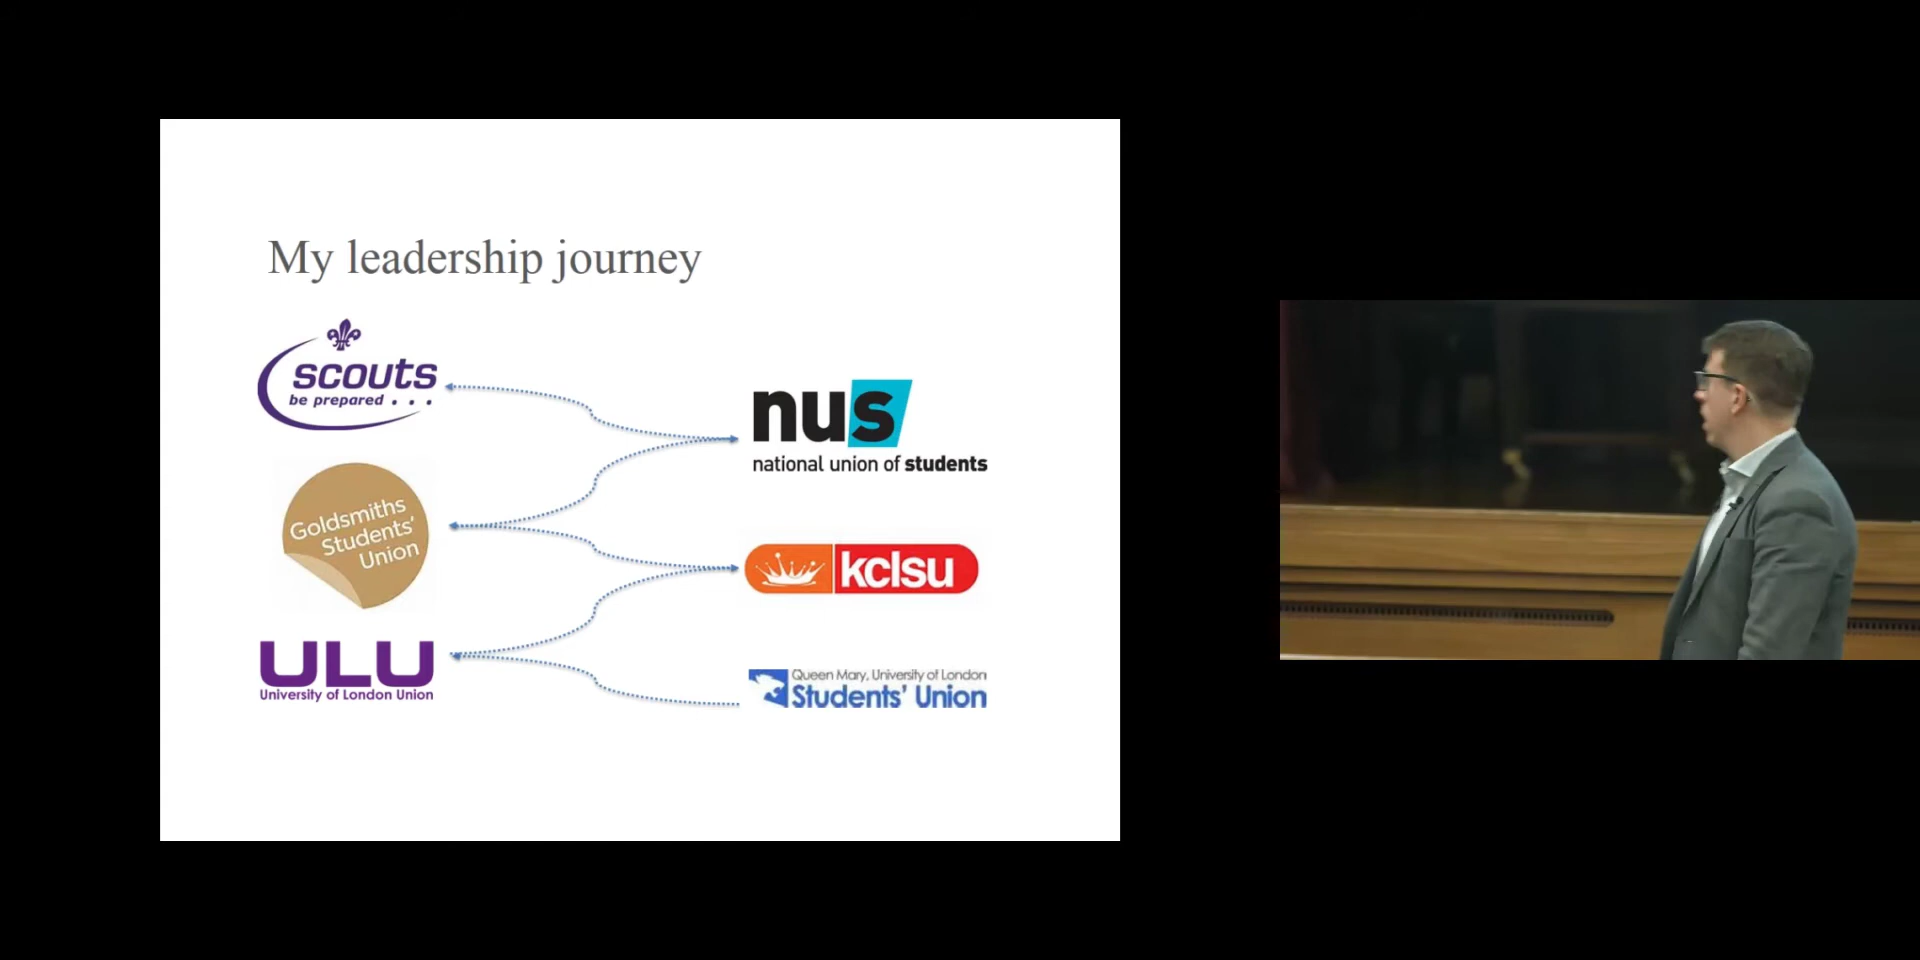 My leadership journey
scouts
be prepared . . .
nus
national union of students
Goldsmiths
Students'
Union
kclsu
ULU
University of London Union
Queen Mary, University of London
Students' Union